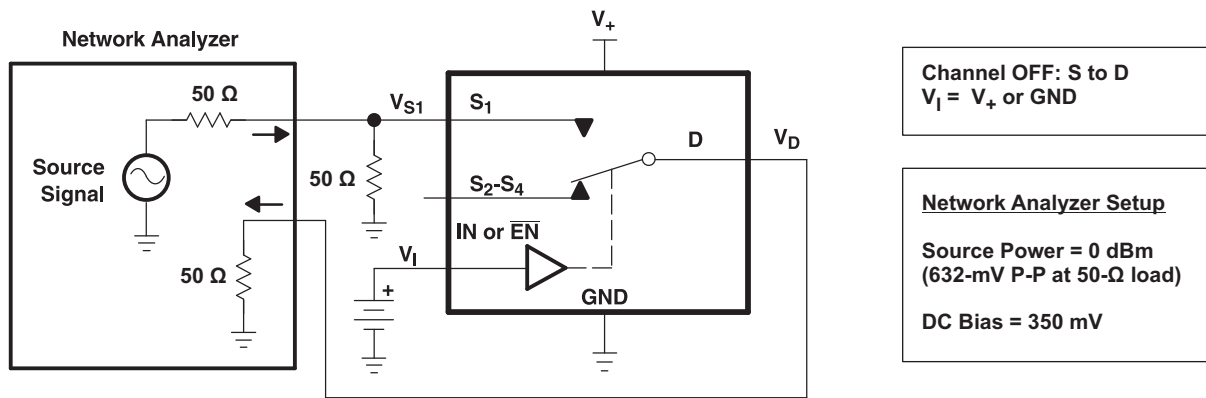 Network Analyzer
50 Ω
Source
Signal
50 Ω
50 Ω
V+
VS1
S1
D
VD
S2-S4
IN or E̅N̅
VI
+
GND
Channel OFF: S to D
VI = V+ or GND
Network Analyzer Setup
Source Power = 0 dBm
(632-mV P-P at 50-Ω load)
DC Bias = 350 mV